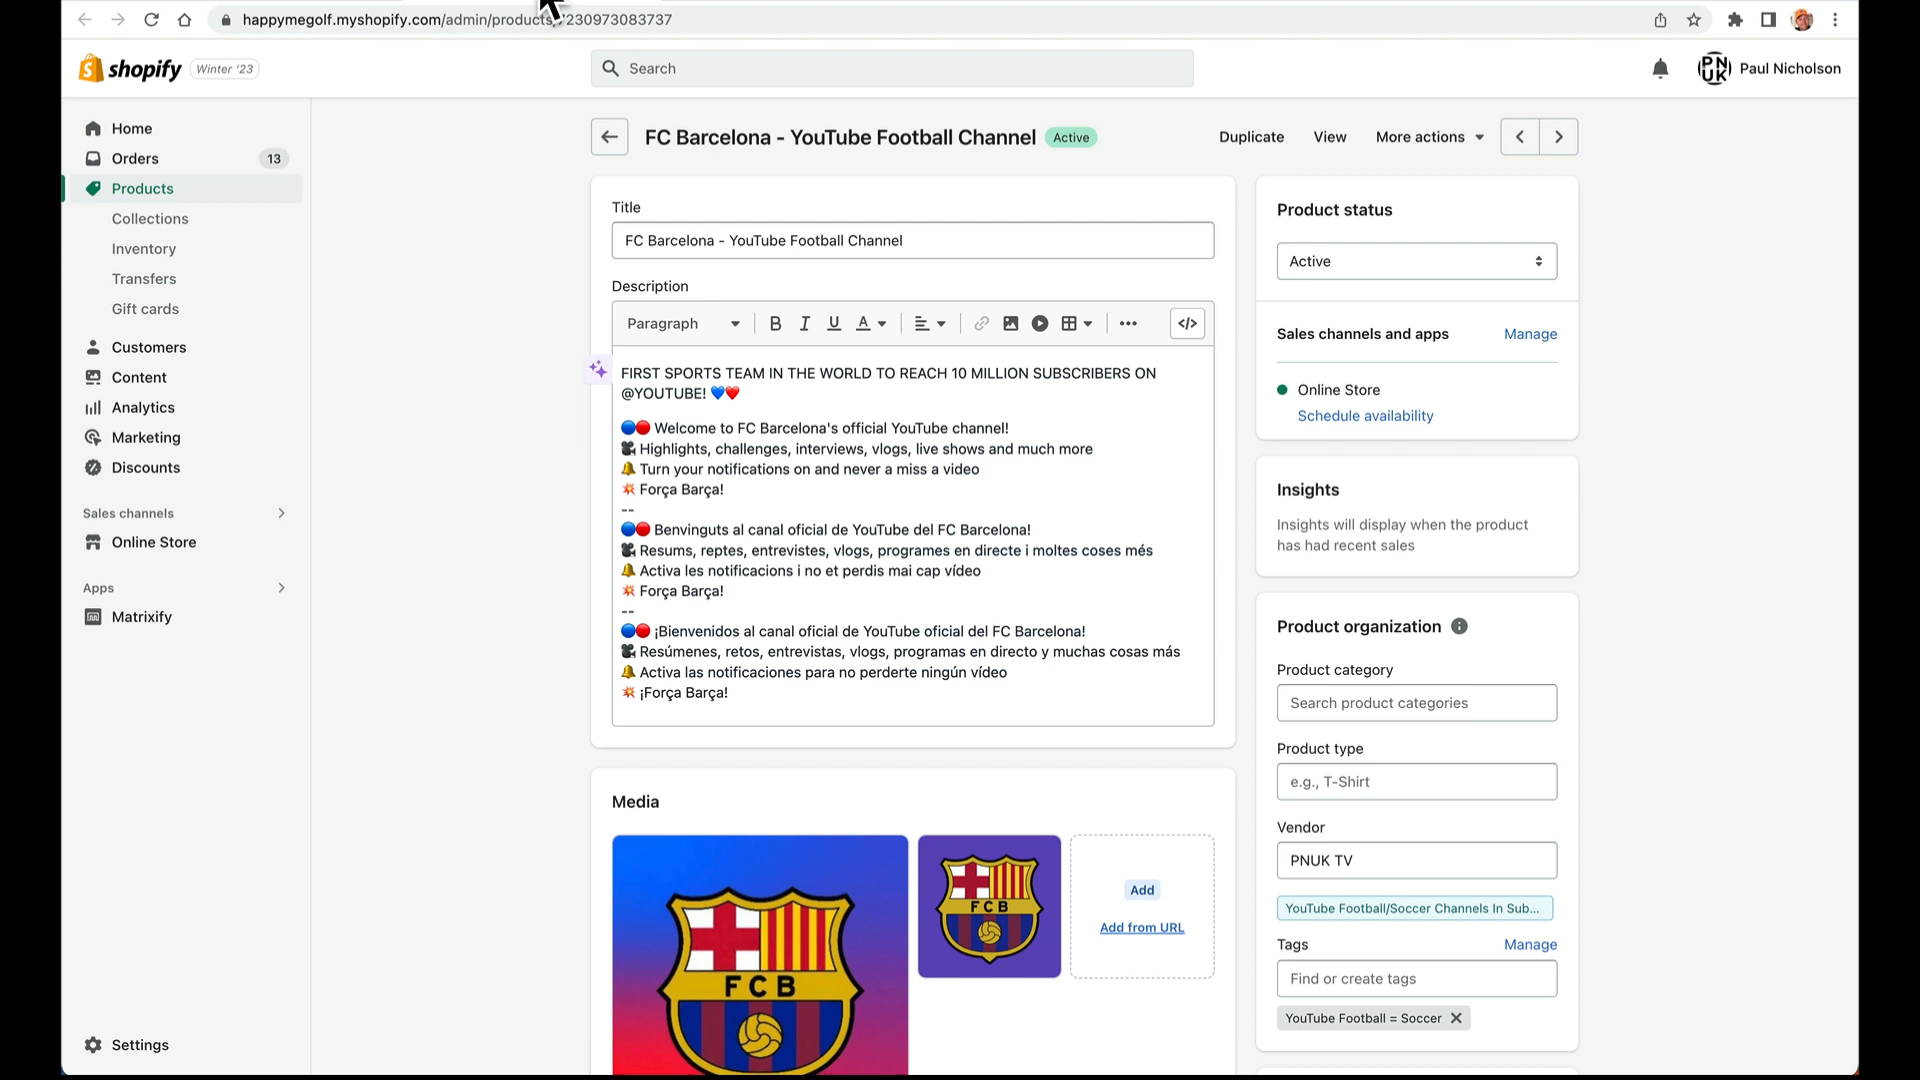 happymegolf.myshopify.com/admin/products/7230973083737
shopify
Winter '23
Search
PN
UK
Paul Nicholson
Home
Orders
13
Products
Collections
Inventory
Transfers
Gift cards
Customers
Content
Analytics
Marketing
Discounts
Sales channels
Online Store
Apps
Matrixify
Settings
FC Barcelona - YouTube Football Channel
Active
Duplicate
View
More actions
Title
FC Barcelona - YouTube Football Channel
Description
Paragraph
B
I
U
A
FIRST SPORTS TEAM IN THE WORLD TO REACH 10 MILLION SUBSCRIBERS ON
@YOUTUBE! 💙❤️
🔵🔴 Welcome to FC Barcelona's official YouTube channel!
🎥 Highlights, challenges, interviews, vlogs, live shows and much more
🔔 Turn your notifications on and never a miss a video
💥 Força Barça!
--
🔵🔴 Benvinguts al canal oficial de YouTube del FC Barcelona!
🎥 Resums, reptes, entrevistes, vlogs, programes en directe i moltes coses més
🔔 Activa les notificacions i no et perdis mai cap vídeo
💥 Força Barça!
--
🔵🔴 ¡Bienvenidos al canal oficial de YouTube oficial del FC Barcelona!
🎥 Resúmenes, retos, entrevistas, vlogs, programas en directo y muchas cosas más
🔔 Activa las notificaciones para no perderte ningún vídeo
💥 ¡Força Barça!
Media
FCB
FCB
Add
Add from URL
Product status
Active
Sales channels and apps
Manage
Online Store
Schedule availability
Insights
Insights will display when the product
has had recent sales
Product organization
Product category
Search product categories
Product type
e.g., T-Shirt
Vendor
PNUK TV
YouTube Football/Soccer Channels In Sub...
Tags
Manage
Find or create tags
YouTube Football = Soccer